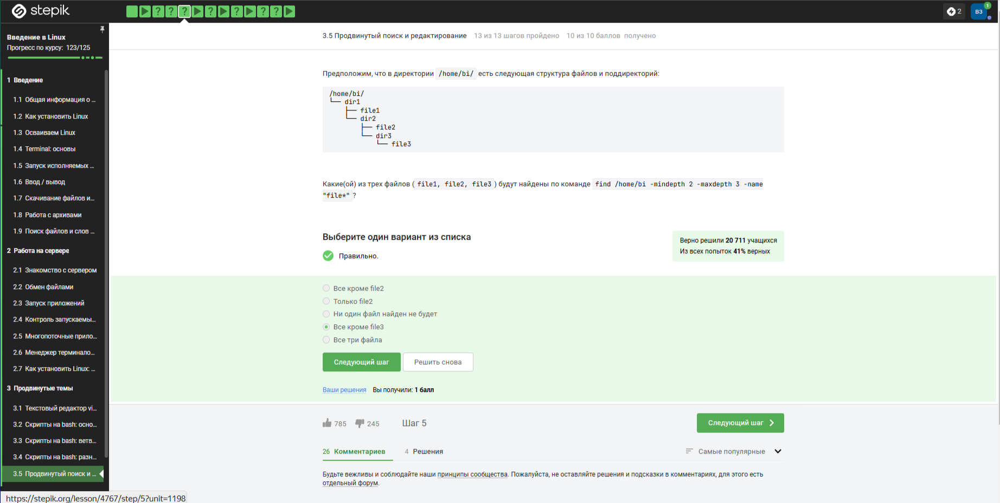 stepik
2
ВЗ
1
Введение в Linux
Прогресс по курсу: 123/125
1 Введение
1.1 Общая информация о ...
1.2 Как установить Linux
1.3 Осваиваем Linux
1.4 Terminal: основы
1.5 Запуск исполняемых ...
1.6 Ввод / вывод
1.7 Скачивание файлов и...
1.8 Работа с архивами
1.9 Поиск файлов и слов ...
2 Работа на сервере
2.1 Знакомство с сервером
2.2 Обмен файлами
2.3 Запуск приложений
2.4 Контроль запускаемы...
2.5 Многопоточные прило...
2.6 Менеджер терминало...
2.7 Как установить Linux: ...
3 Продвинутые темы
3.1 Текстовый редактор vi...
3.2 Скрипты на bash: осно...
3.3 Скрипты на bash: ветв...
3.4 Скрипты на bash: разн...
3.5 Продвинутый поиск и ...
https://stepik.org/lesson/4767/step/5?unit=1198
3.5 Продвинутый поиск и редактирование 13 из 13 шагов пройдено 10 из 10 баллов получено
Предположим, что в директории /home/bi/ есть следующая структура файлов и поддиректорий:
/home/bi/
└── dir1
├── file1
└── dir2
├── file2
└── dir3
└── file3
Какие(ой) из трех файлов ( file1, file2, file3 ) будут найдены по команде find /home/bi -mindepth 2 -maxdepth 3 -name
"file*" ?
Выберите один вариант из списка
Правильно.
Верно решили 20 711 учащихся
Из всех попыток 41% верных
Все кроме file2
Только file2
Ни один файл найден не будет
Все кроме file3
Все три файла
Следующий шаг Решить снова
Ваши решения Вы получили: 1 балл
785 245 Шаг 5 Следующий шаг
26 Комментариев 4 Решения Самые популярные
Будьте вежливы и соблюдайте наши принципы сообщества. Пожалуйста, не оставляйте решения и подсказки в комментариях, для этого есть
отдельный форум.